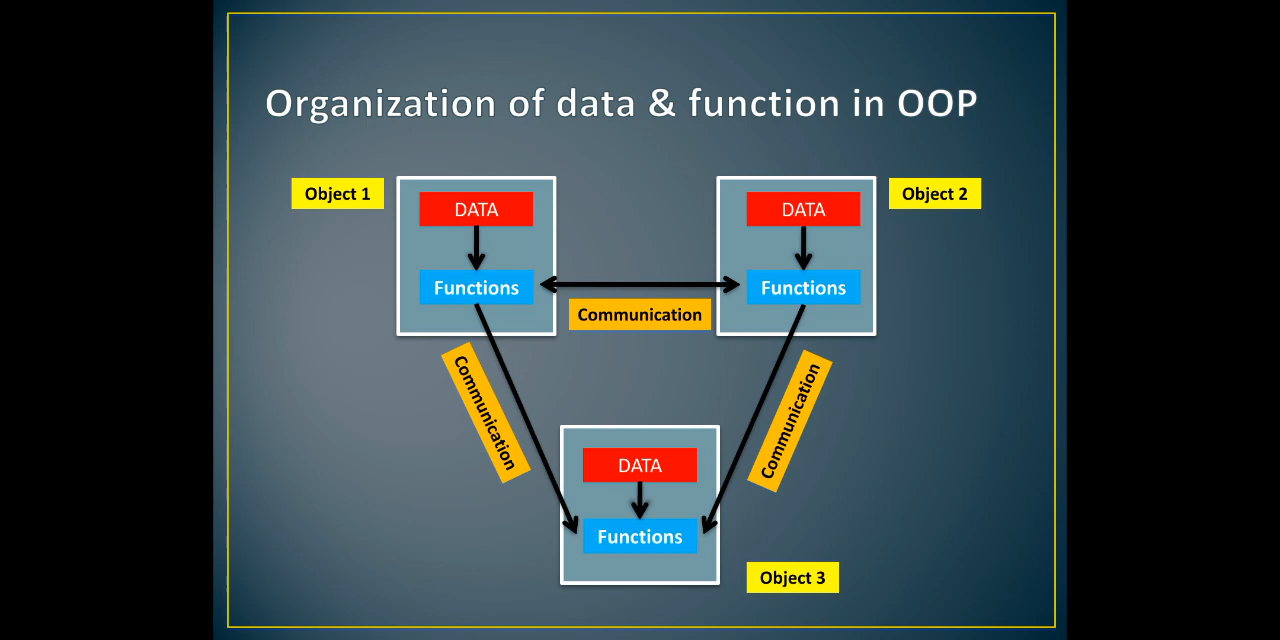 Organization of data & function in OOP
Object 1
DATA
Functions
DATA
Functions
Object 2
Communication
Communication
Communication
DATA
Functions
Object 3